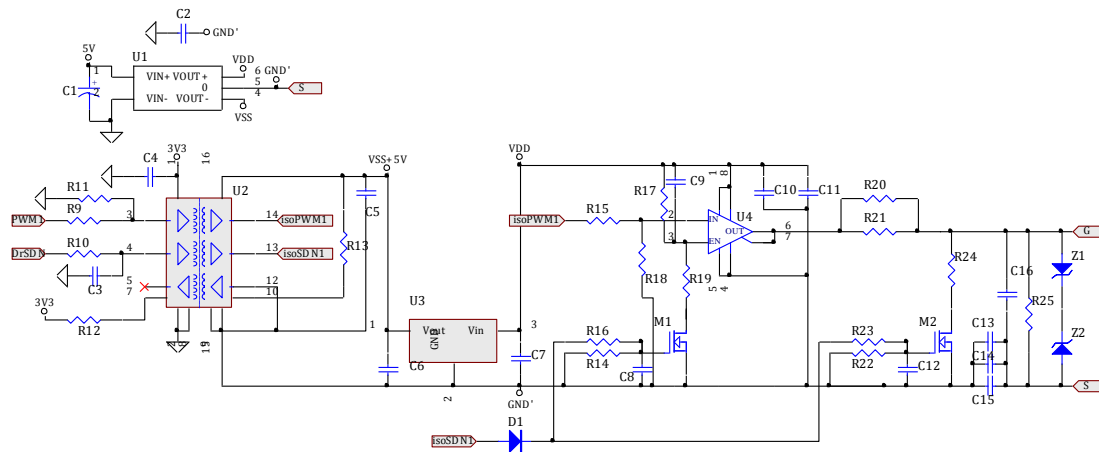 C2
GND'
5V
U1
VDD
1
VIN+ VOUT+
6
GND'
0
5
S
C1
+
2
VIN- VOUT-
4
VSS
C4
3V3
1
16
VSS+5V
VDD
R11
U2
C5
R17
C9
1
8
C10
C11
R20
PWM1
R9
3
14
isoPWM1
isoPWM1
R15
2
IN
U4
R21
3
EN
OUT
6
7
G
DrSDN
R10
4
13
isoSDN1
R13
R18
R19
R24
C16
Z1
C3
5
7
12
10
5
4
R25
3V3
R12
U3
1
Vout
GND
Vin
3
R16
M1
R23
M2
C13
Z2
R14
C7
R22
C14
C6
C8
C12
2
GND'
C15
S
D1
isoSDN1